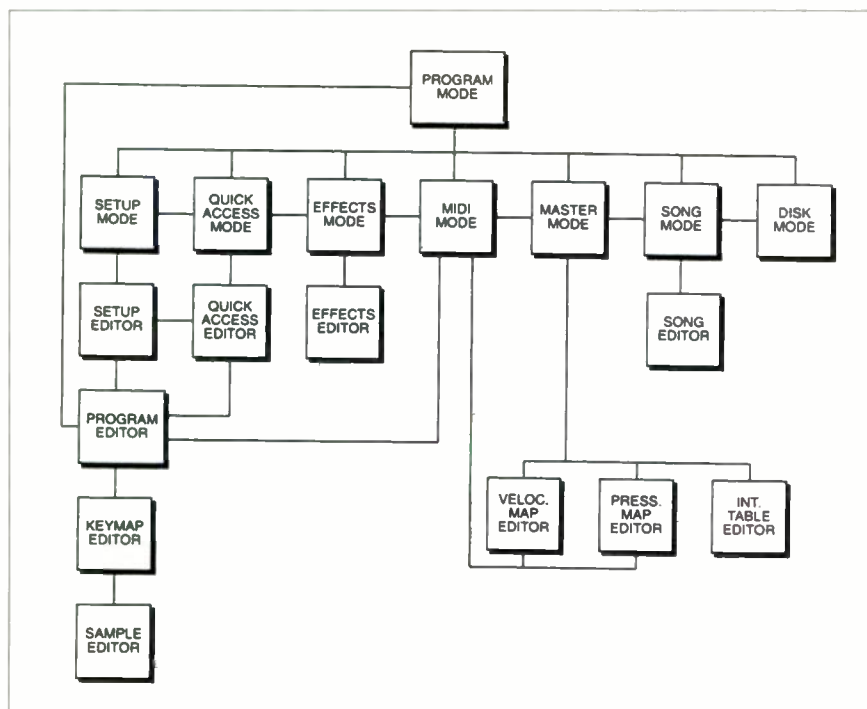 PROGRAM
MODE
SETUP
MODE
QUICK
ACCESS
MODE
EFFECTS
MODE
MIDI
MODE
MASTER
MODE
SONG
MODE
DISK MODE
SETUP
EDITOR
QUICK
ACCESS
EDITOR
EFFECTS
EDITOR
SONG
EDITOR
PROGRAM
EDITOR
KEYMAP
EDITOR
VELOC.
MAP
EDITOR
PRESS.
MAP
EDITOR
INT.
TABLE
EDITOR
SAMPLE
EDITOR